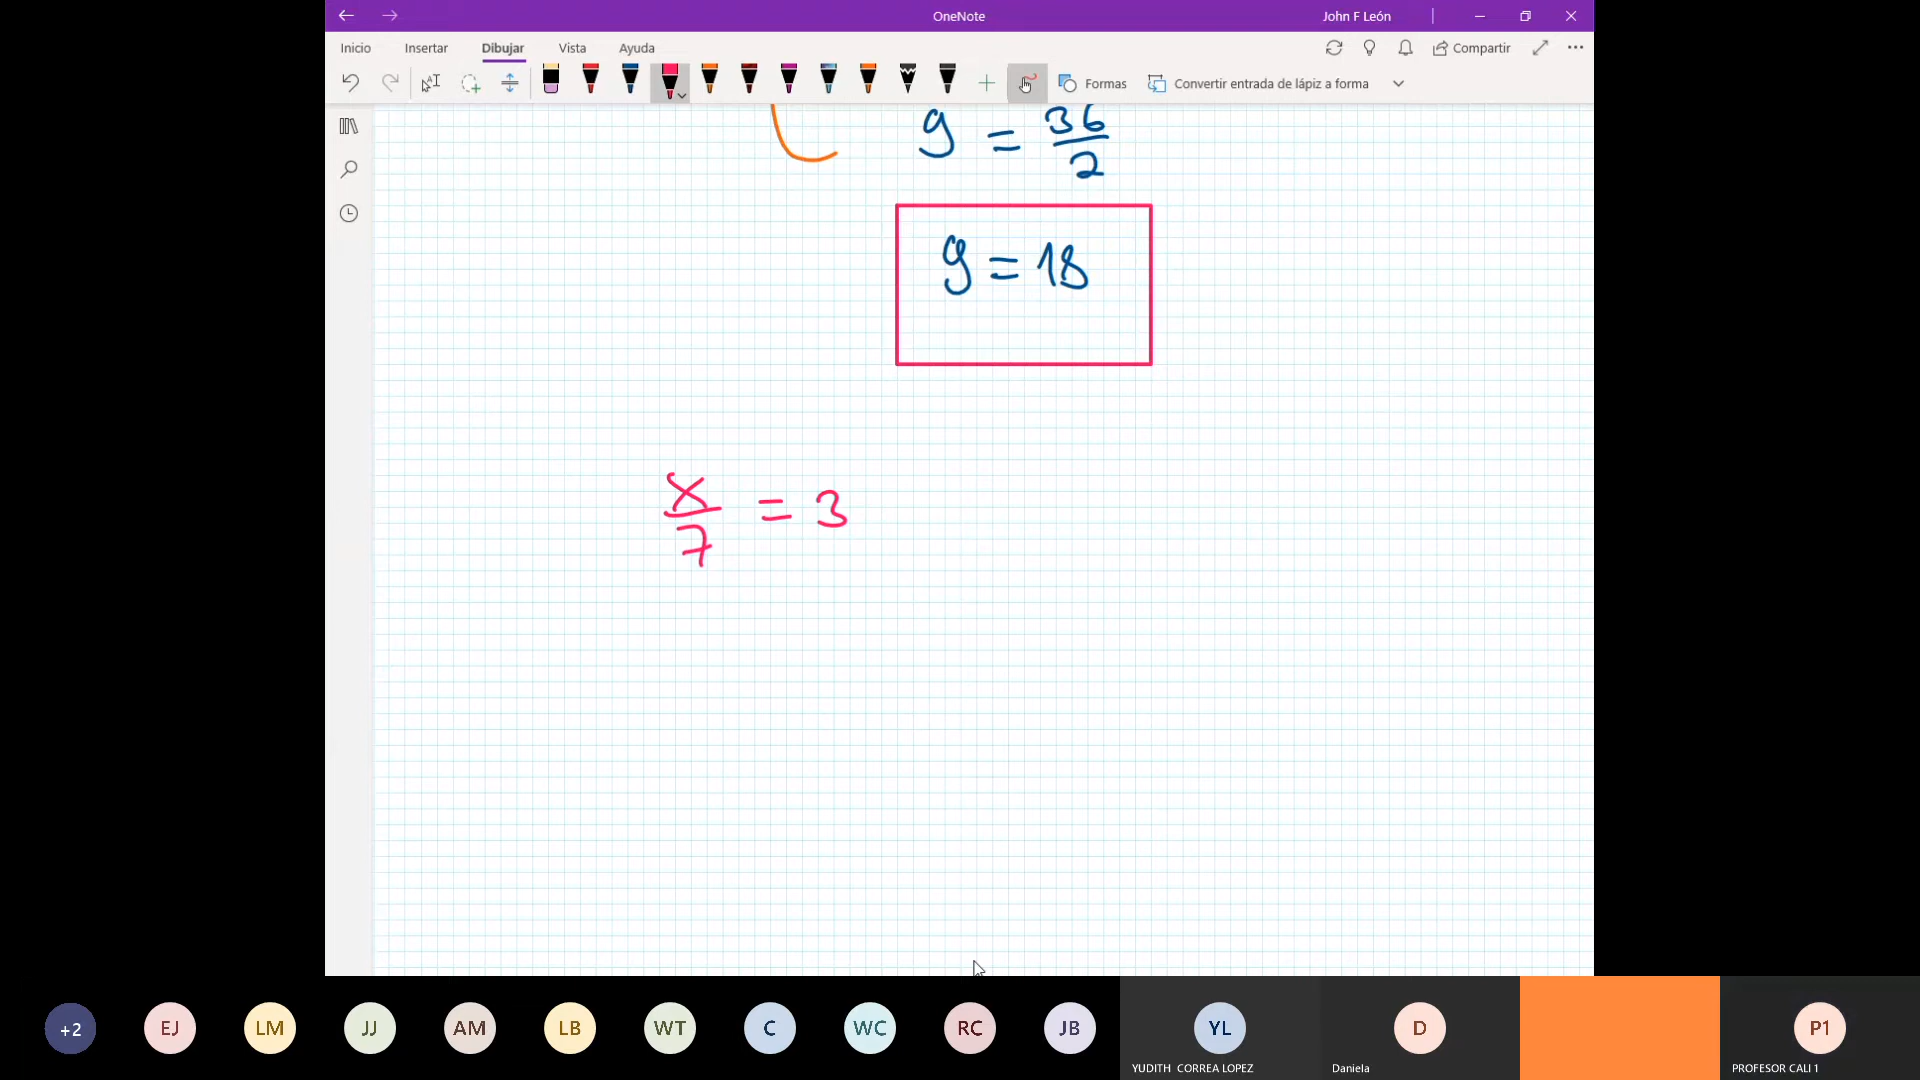 OneNote
John F León
Inicio Insertar Dibujar Vista Ayuda Compartir
Formas Convertir entrada de lápiz a forma
g = 36/2
g = 18
x/7 = 3
+2 EJ LM JJ AM LB WT C WC RC JB YL D P1
YUDITH CORREA LOPEZ Daniela PROFESOR CALI 1